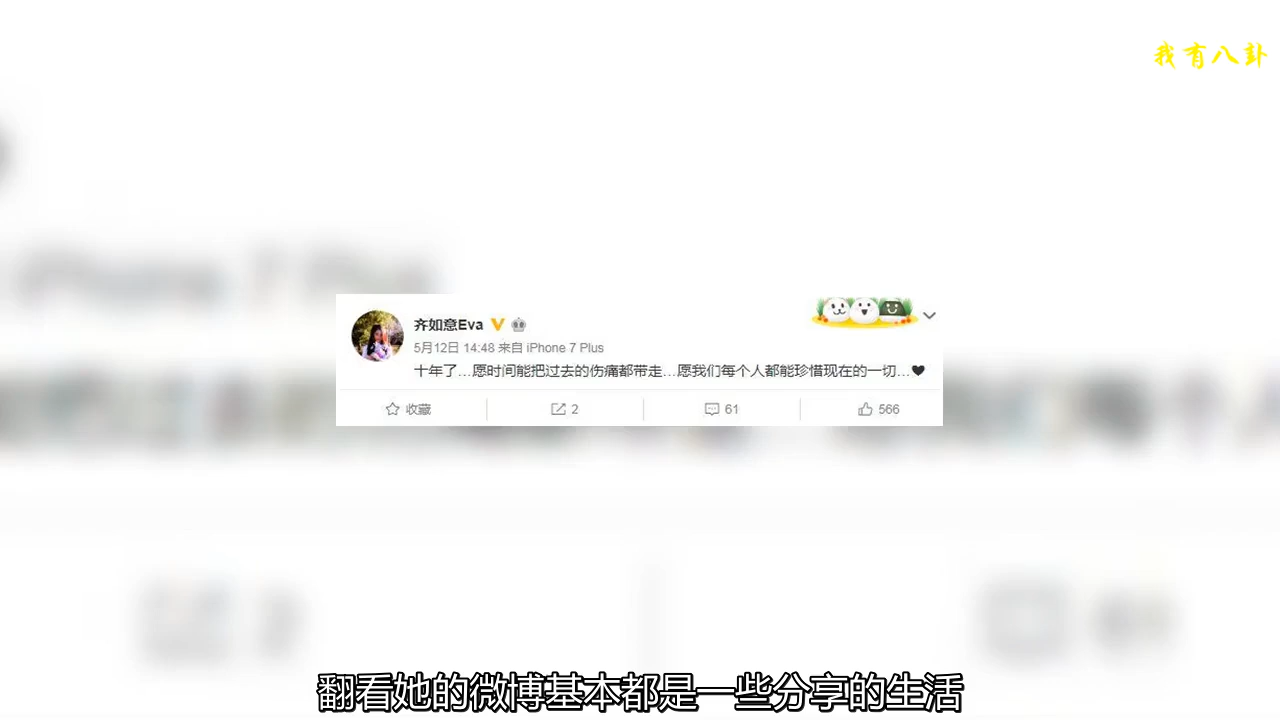 我有八卦
齐如意Eva
5月12日 14:48 来自 iPhone 7 Plus
十年了...愿时间能把过去的伤痛都带走...愿我们每个人都能珍惜现在的一切...🖤
收藏
2
61
566
iPhone 7 Plus
翻看她的微博基本都是一些分享的生活